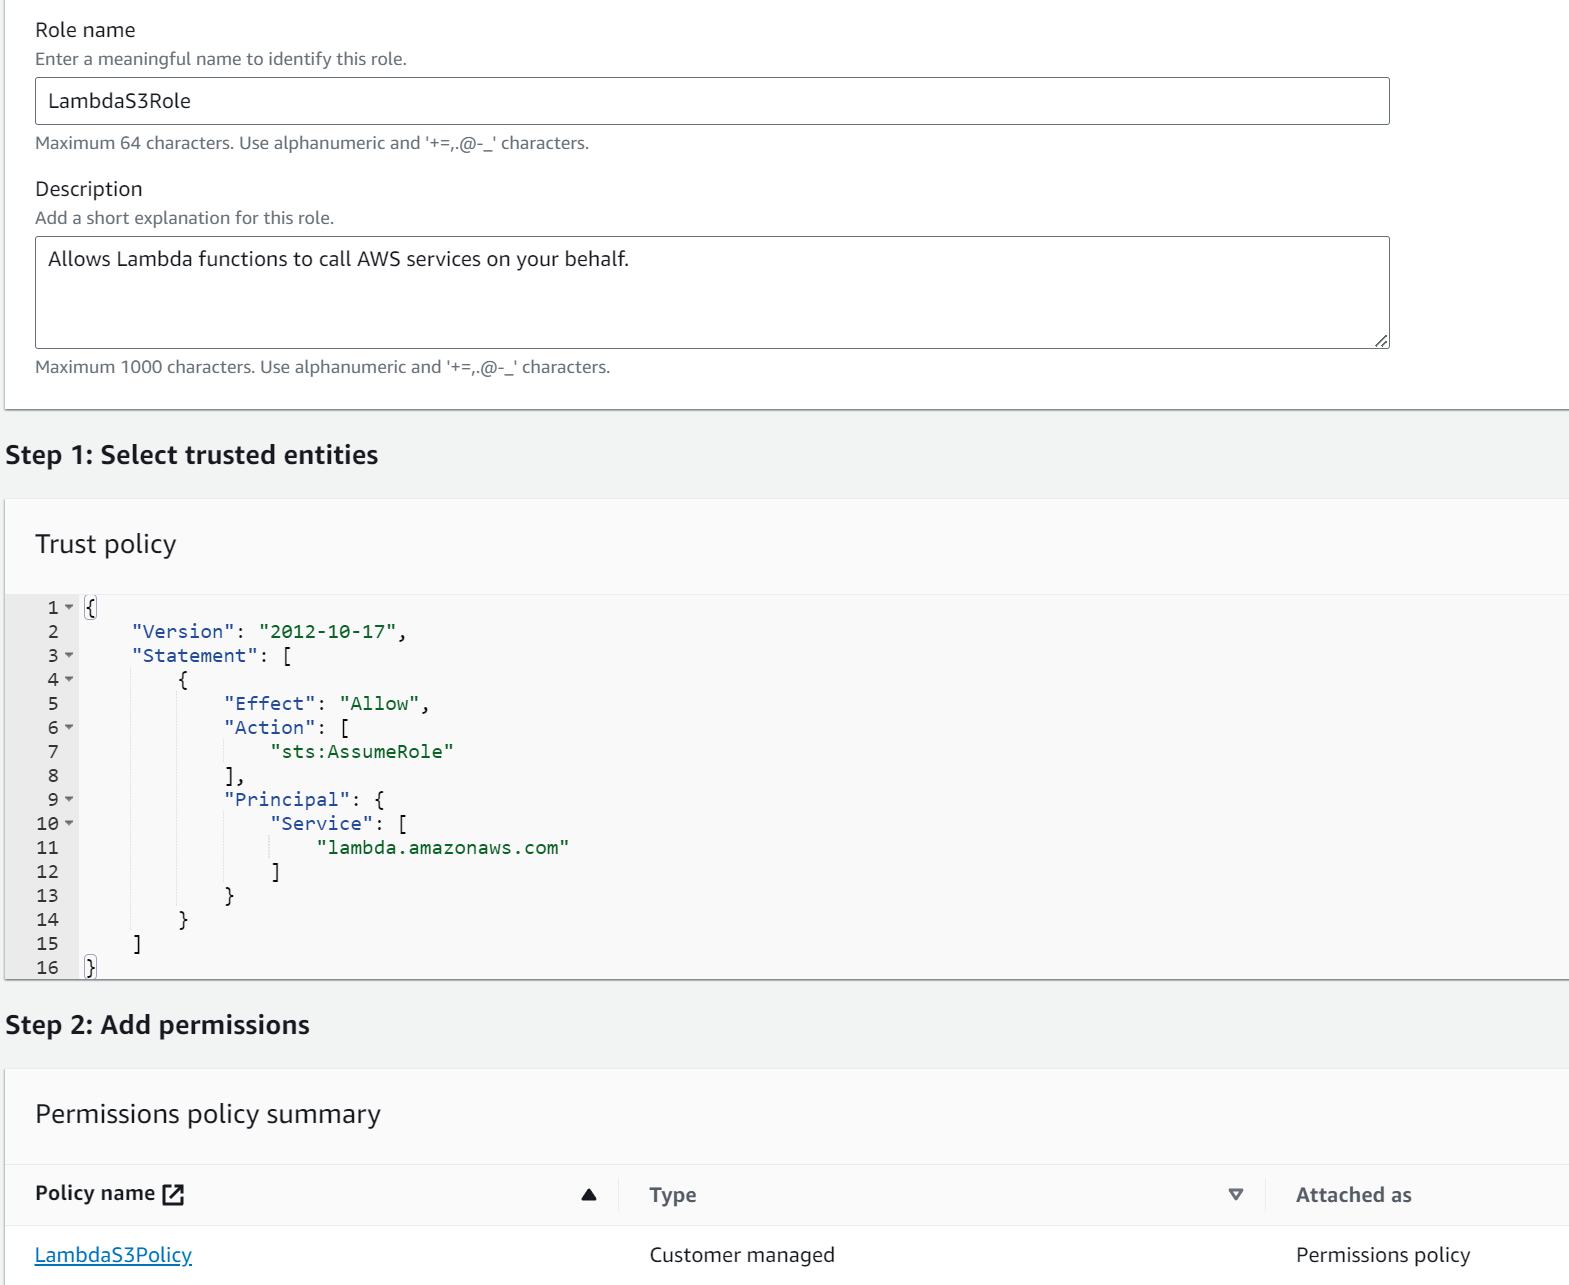 Role name
Enter a meaningful name to identify this role.
LambdaS3Role
Maximum 64 characters. Use alphanumeric and '+=,.@-_' characters.
Description
Add a short explanation for this role.
Allows Lambda functions to call AWS services on your behalf.
Maximum 1000 characters. Use alphanumeric and '+=,.@-_' characters.
Step 1: Select trusted entities
Trust policy
1 {
2     "Version": "2012-10-17",
3     "Statement": [
4         {
5             "Effect": "Allow",
6             "Action": [
7                 "sts:AssumeRole"
8             ],
9             "Principal": {
10                 "Service": [
11                     "lambda.amazonaws.com"
12                 ]
13             }
14         }
15     ]
16 }
Step 2: Add permissions
Permissions policy summary
Policy name Type Attached as
LambdaS3Policy Customer managed Permissions policy